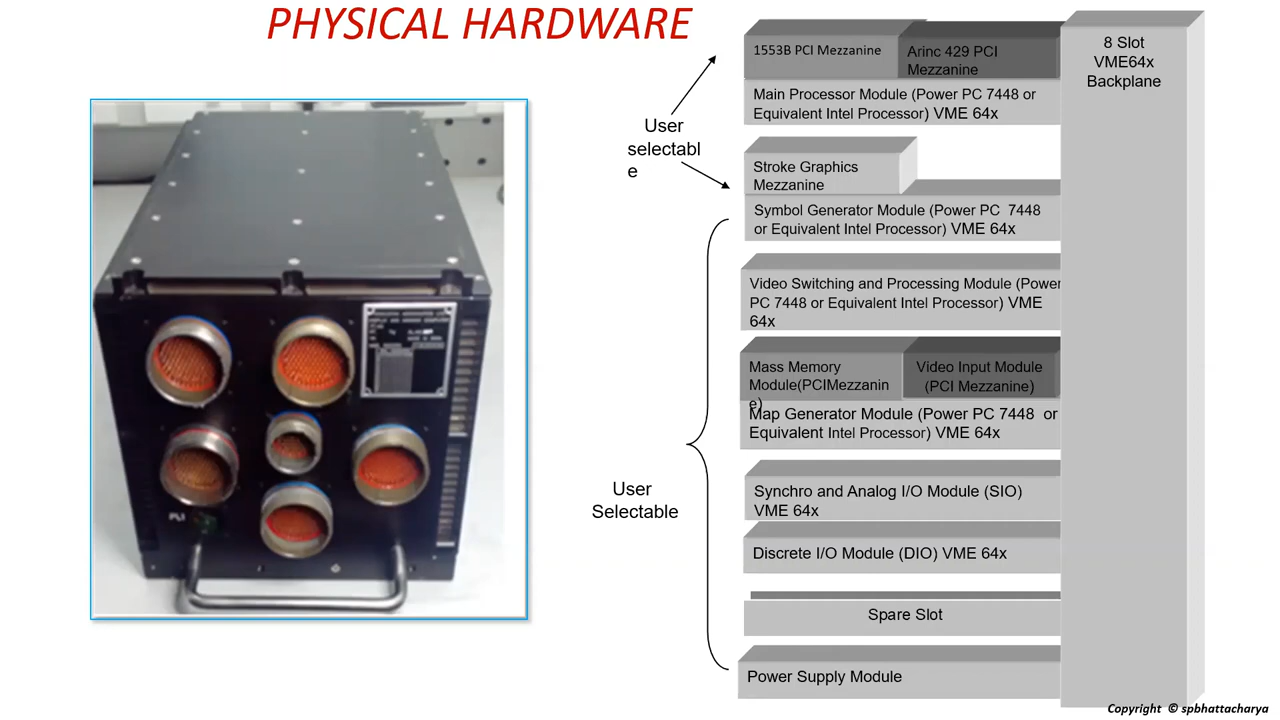 PHYSICAL HARDWARE
1553B PCI Mezzanine
Arinc 429 PCI
Mezzanine
8 Slot
VME64x
Backplane
Main Processor Module (Power PC 7448 or
Equivalent Intel Processor) VME 64x
User
selectabl
e
Stroke Graphics
Mezzanine
Symbol Generator Module (Power PC 7448
or Equivalent Intel Processor) VME 64x
Video Switching and Processing Module (Power
PC 7448 or Equivalent Intel Processor) VME
64x
Mass Memory
Module(PCIMezzanin
e)
Video Input Module
(PCI Mezzanine)
Map Generator Module (Power PC 7448 or
Equivalent Intel Processor) VME 64x
User
Selectable
Synchro and Analog I/O Module (SIO)
VME 64x
Discrete I/O Module (DIO) VME 64x
Spare Slot
Power Supply Module
PL1
Copyright © spbhattacharya